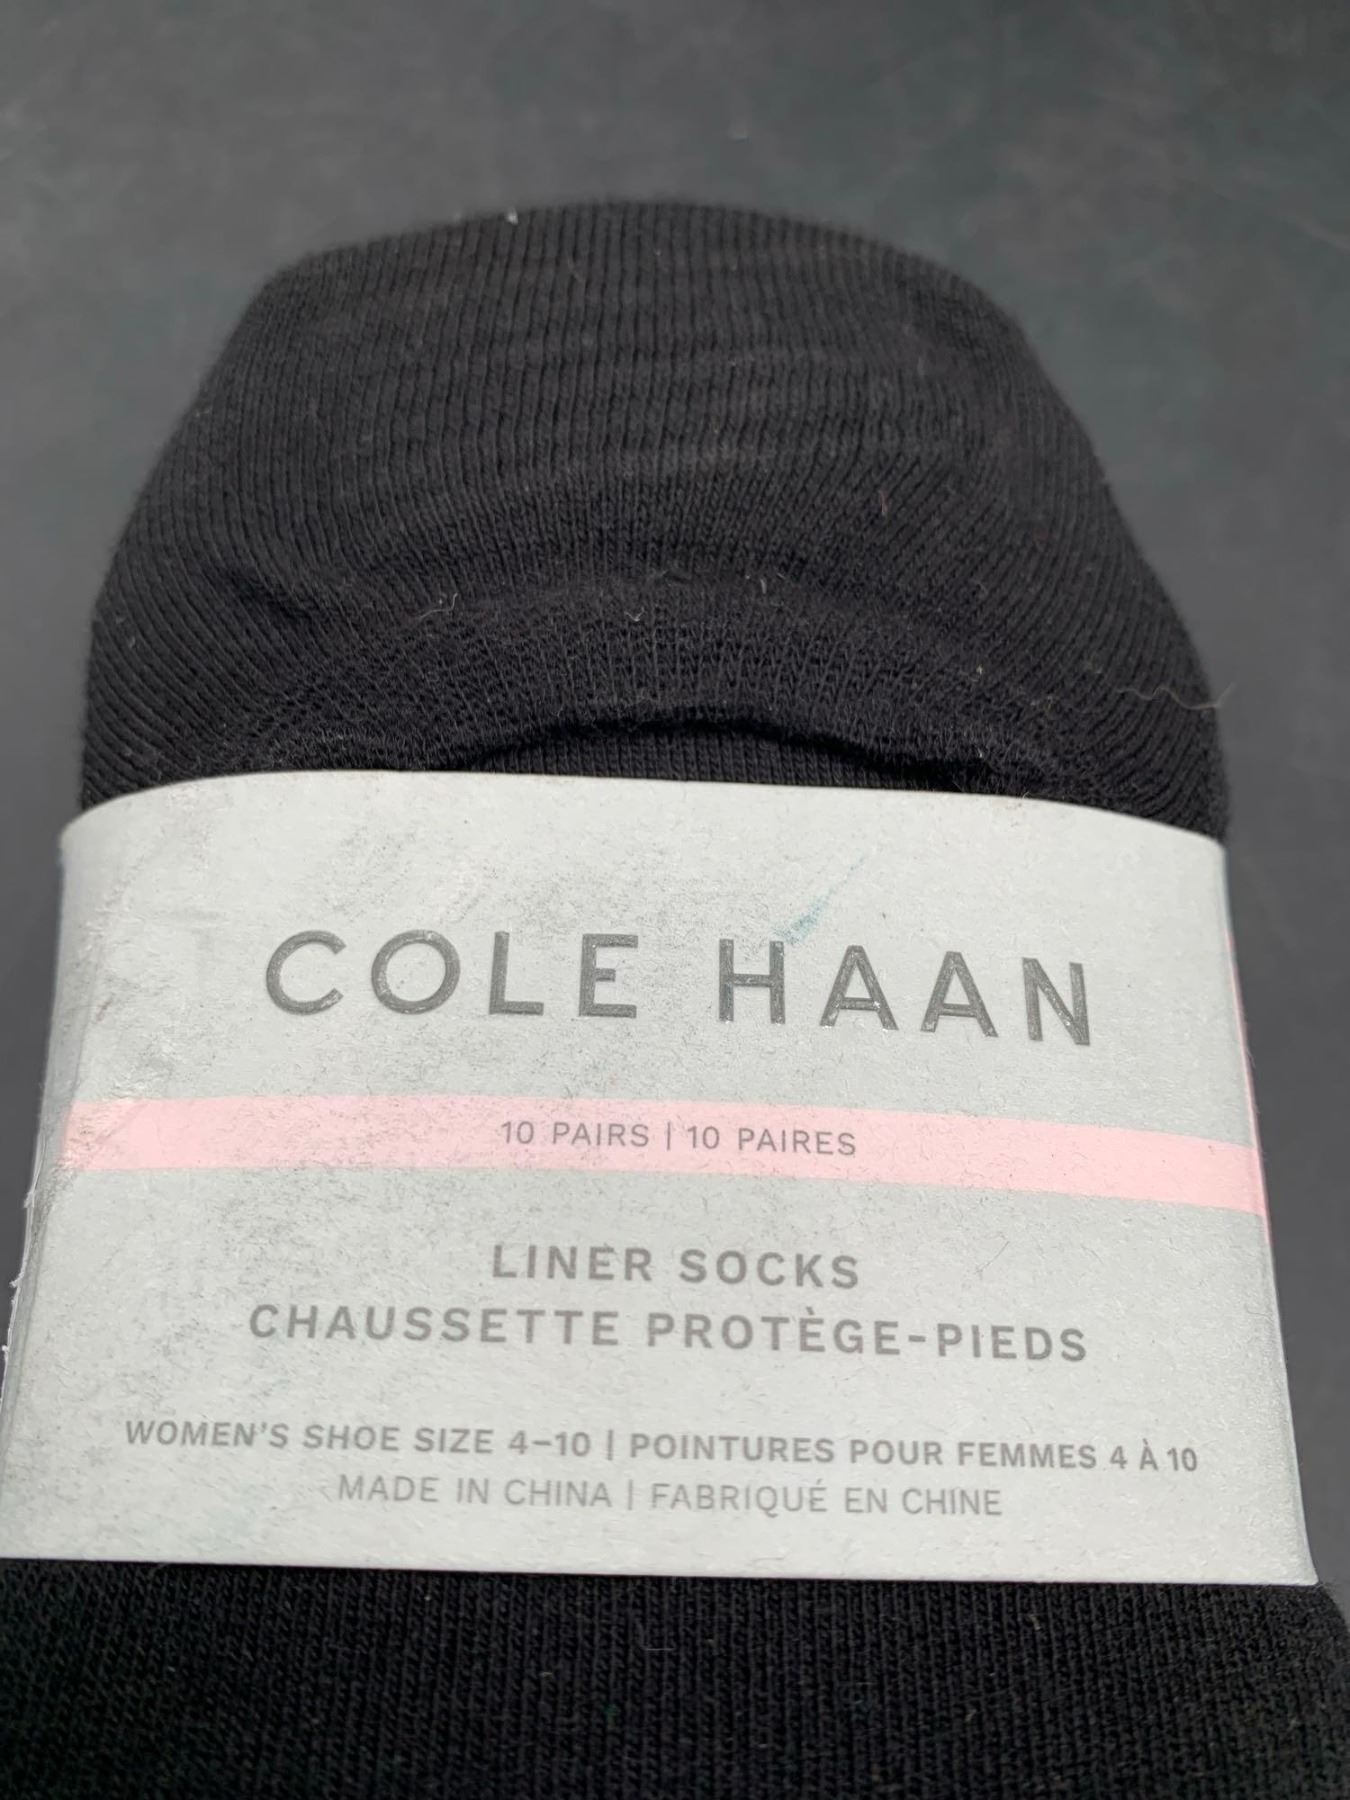 COLE HAAN
10 PAIRS | 10 PAIRES
LINER SOCKS
CHAUSSETTE PROTÈGE-PIEDS
WOMEN'S SHOE SIZE 4–10 | POINTURES POUR FEMMES 4 À 10
MADE IN CHINA | FABRIQUÉ EN CHINE